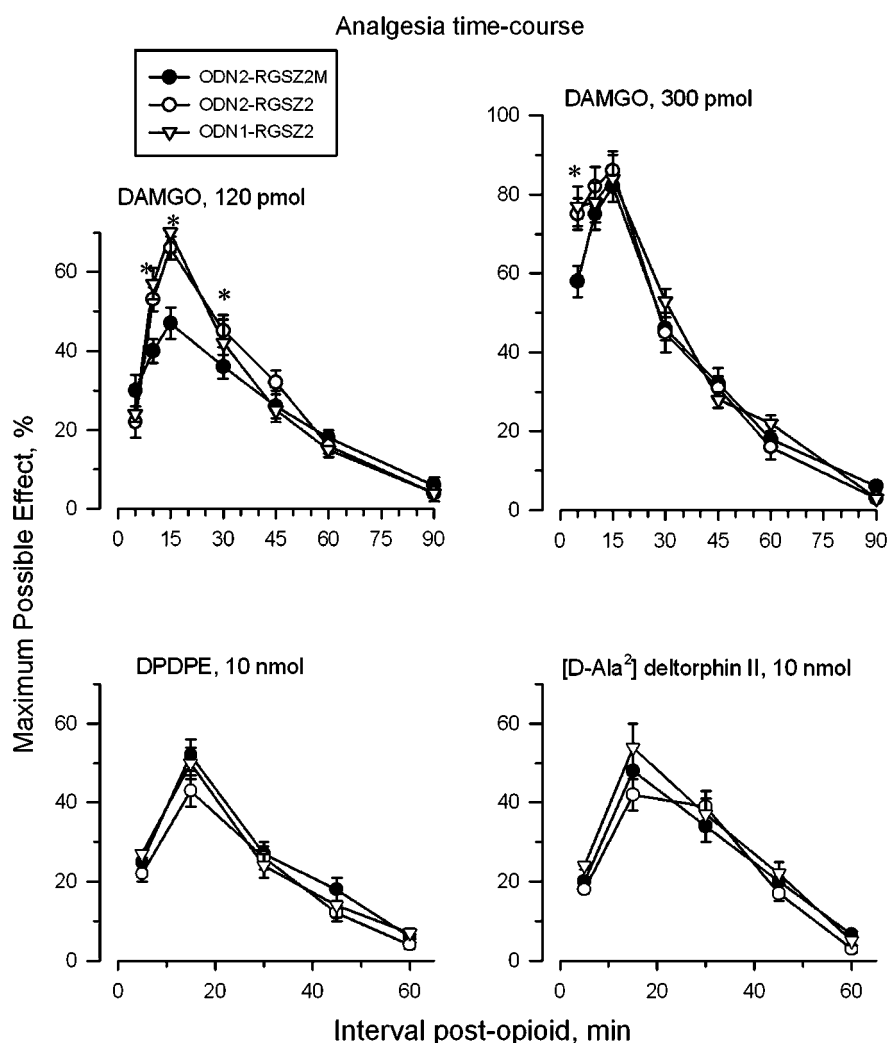 Analgesia time-course
ODN2-RGSZ2M
ODN2-RGSZ2
ODN1-RGSZ2
DAMGO, 120 pmol
*
*
*
60
40
20
0
0 15 30 45 60 75 90
DAMGO, 300 pmol
*
100
80
60
40
20
0
0 15 30 45 60 75 90
Maximum Possible Effect, %
DPDPE, 10 nmol
60
40
20
0
0 20 40 60
[D-Ala²] deltorphin II, 10 nmol
60
40
20
0
0 20 40 60
Interval post-opioid, min